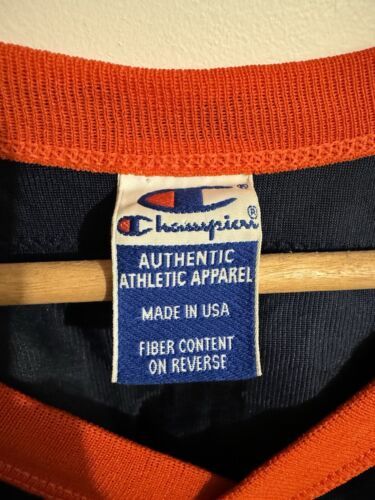 Champion®
AUTHENTIC
ATHLETIC APPAREL
MADE IN USA
FIBER CONTENT
ON REVERSE